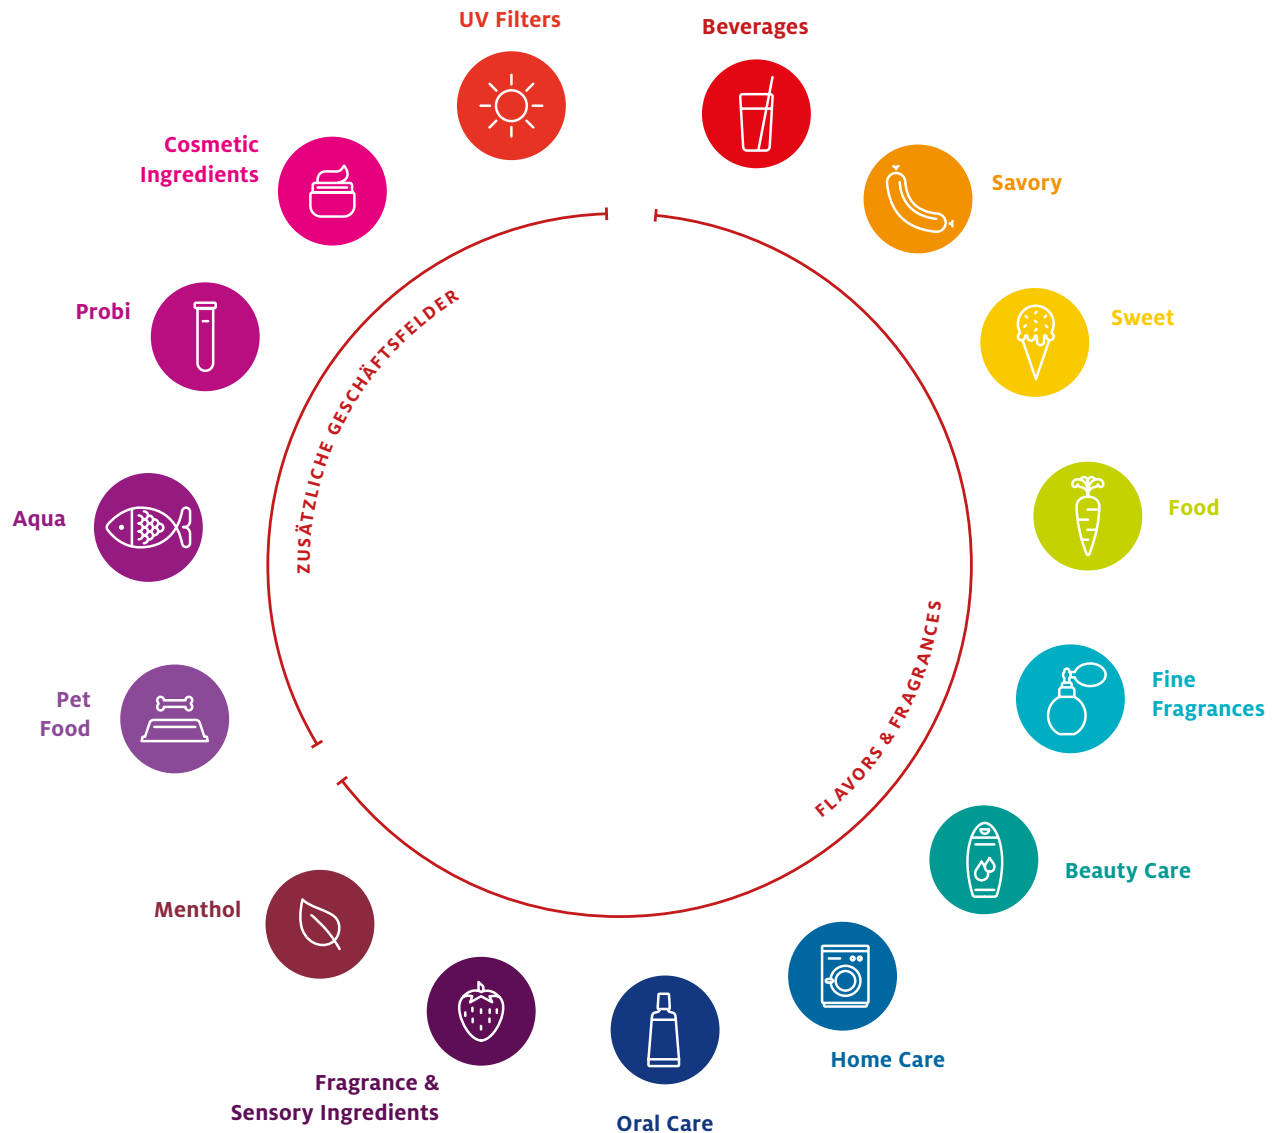 UV Filters
Beverages
Cosmetic
Ingredients
Savory
Probi
Sweet
ZUSÄTZLICHE GESCHÄFTSFELDER
Aqua
Food
FLAVORS & FRAGRANCES
Pet
Food
Fine
Fragrances
Beauty Care
Menthol
Home Care
Fragrance &
Sensory Ingredients
Oral Care